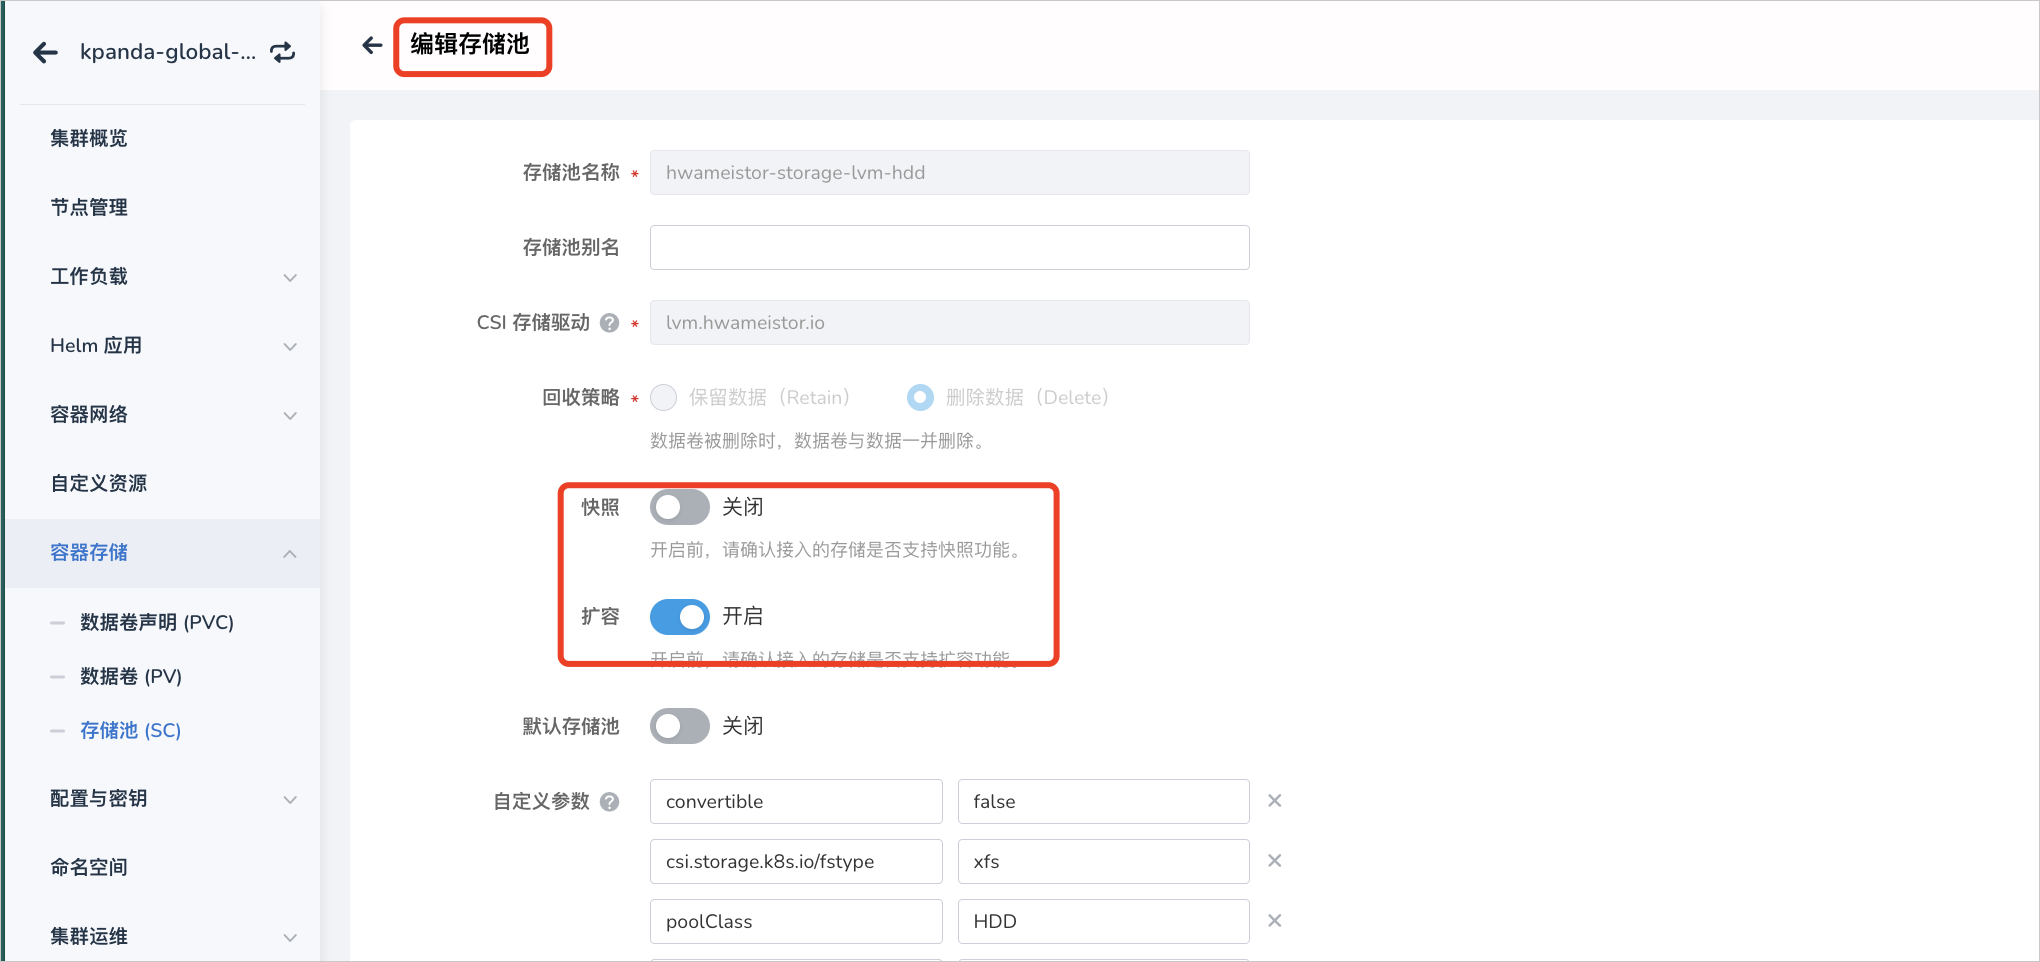 kpanda-global-...
集群概览
节点管理
工作负载
Helm 应用
容器网络
自定义资源
容器存储
数据卷声明 (PVC)
数据卷 (PV)
存储池 (SC)
配置与密钥
命名空间
集群运维
编辑存储池
存储池名称 * hwameistor-storage-lvm-hdd
存储池别名
CSI 存储驱动 ? * lvm.hwameistor.io
回收策略 * 保留数据（Retain） 删除数据（Delete）
数据卷被删除时，数据卷与数据一并删除。
快照 关闭
开启前，请确认接入的存储是否支持快照功能。
扩容 开启
开启前，请确认接入的存储是否支持扩容功能。
默认存储池 关闭
自定义参数 ? convertible false
csi.storage.k8s.io/fstype xfs
poolClass HDD